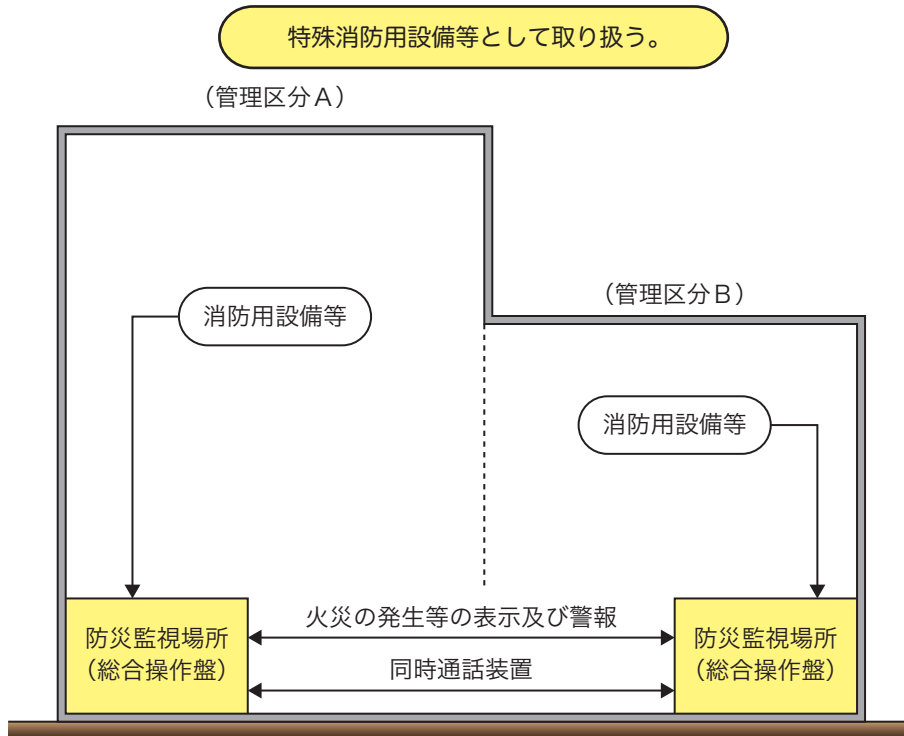 特殊消防用設備等として取り扱う。
（管理区分Ａ）
（管理区分Ｂ）
消防用設備等
消防用設備等
防災監視場所
（総合操作盤）
火災の発生等の表示及び警報
同時通話装置
防災監視場所
（総合操作盤）